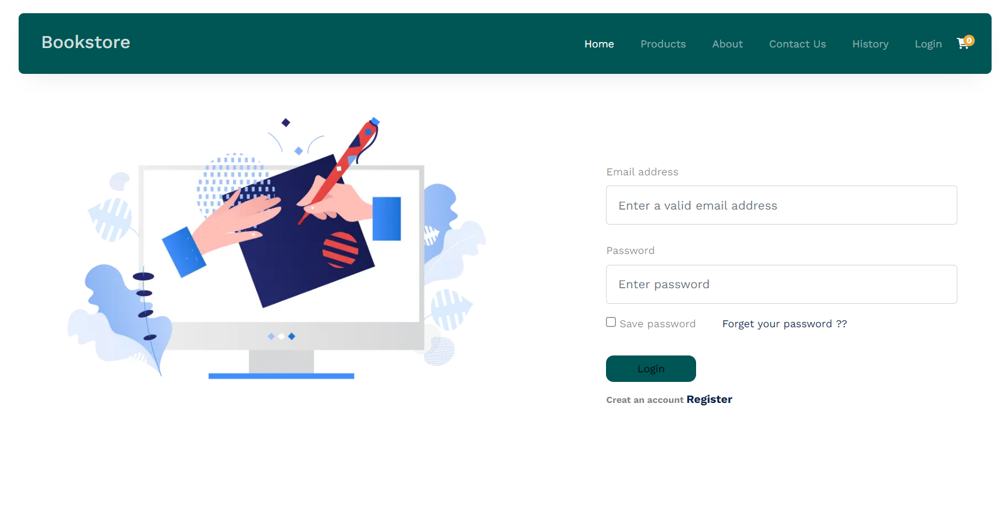 Bookstore
Home Products About Contact Us History Login 0
Email address
Enter a valid email address
Password
Enter password
Save password Forget your password ??
Login
Creat an account Register